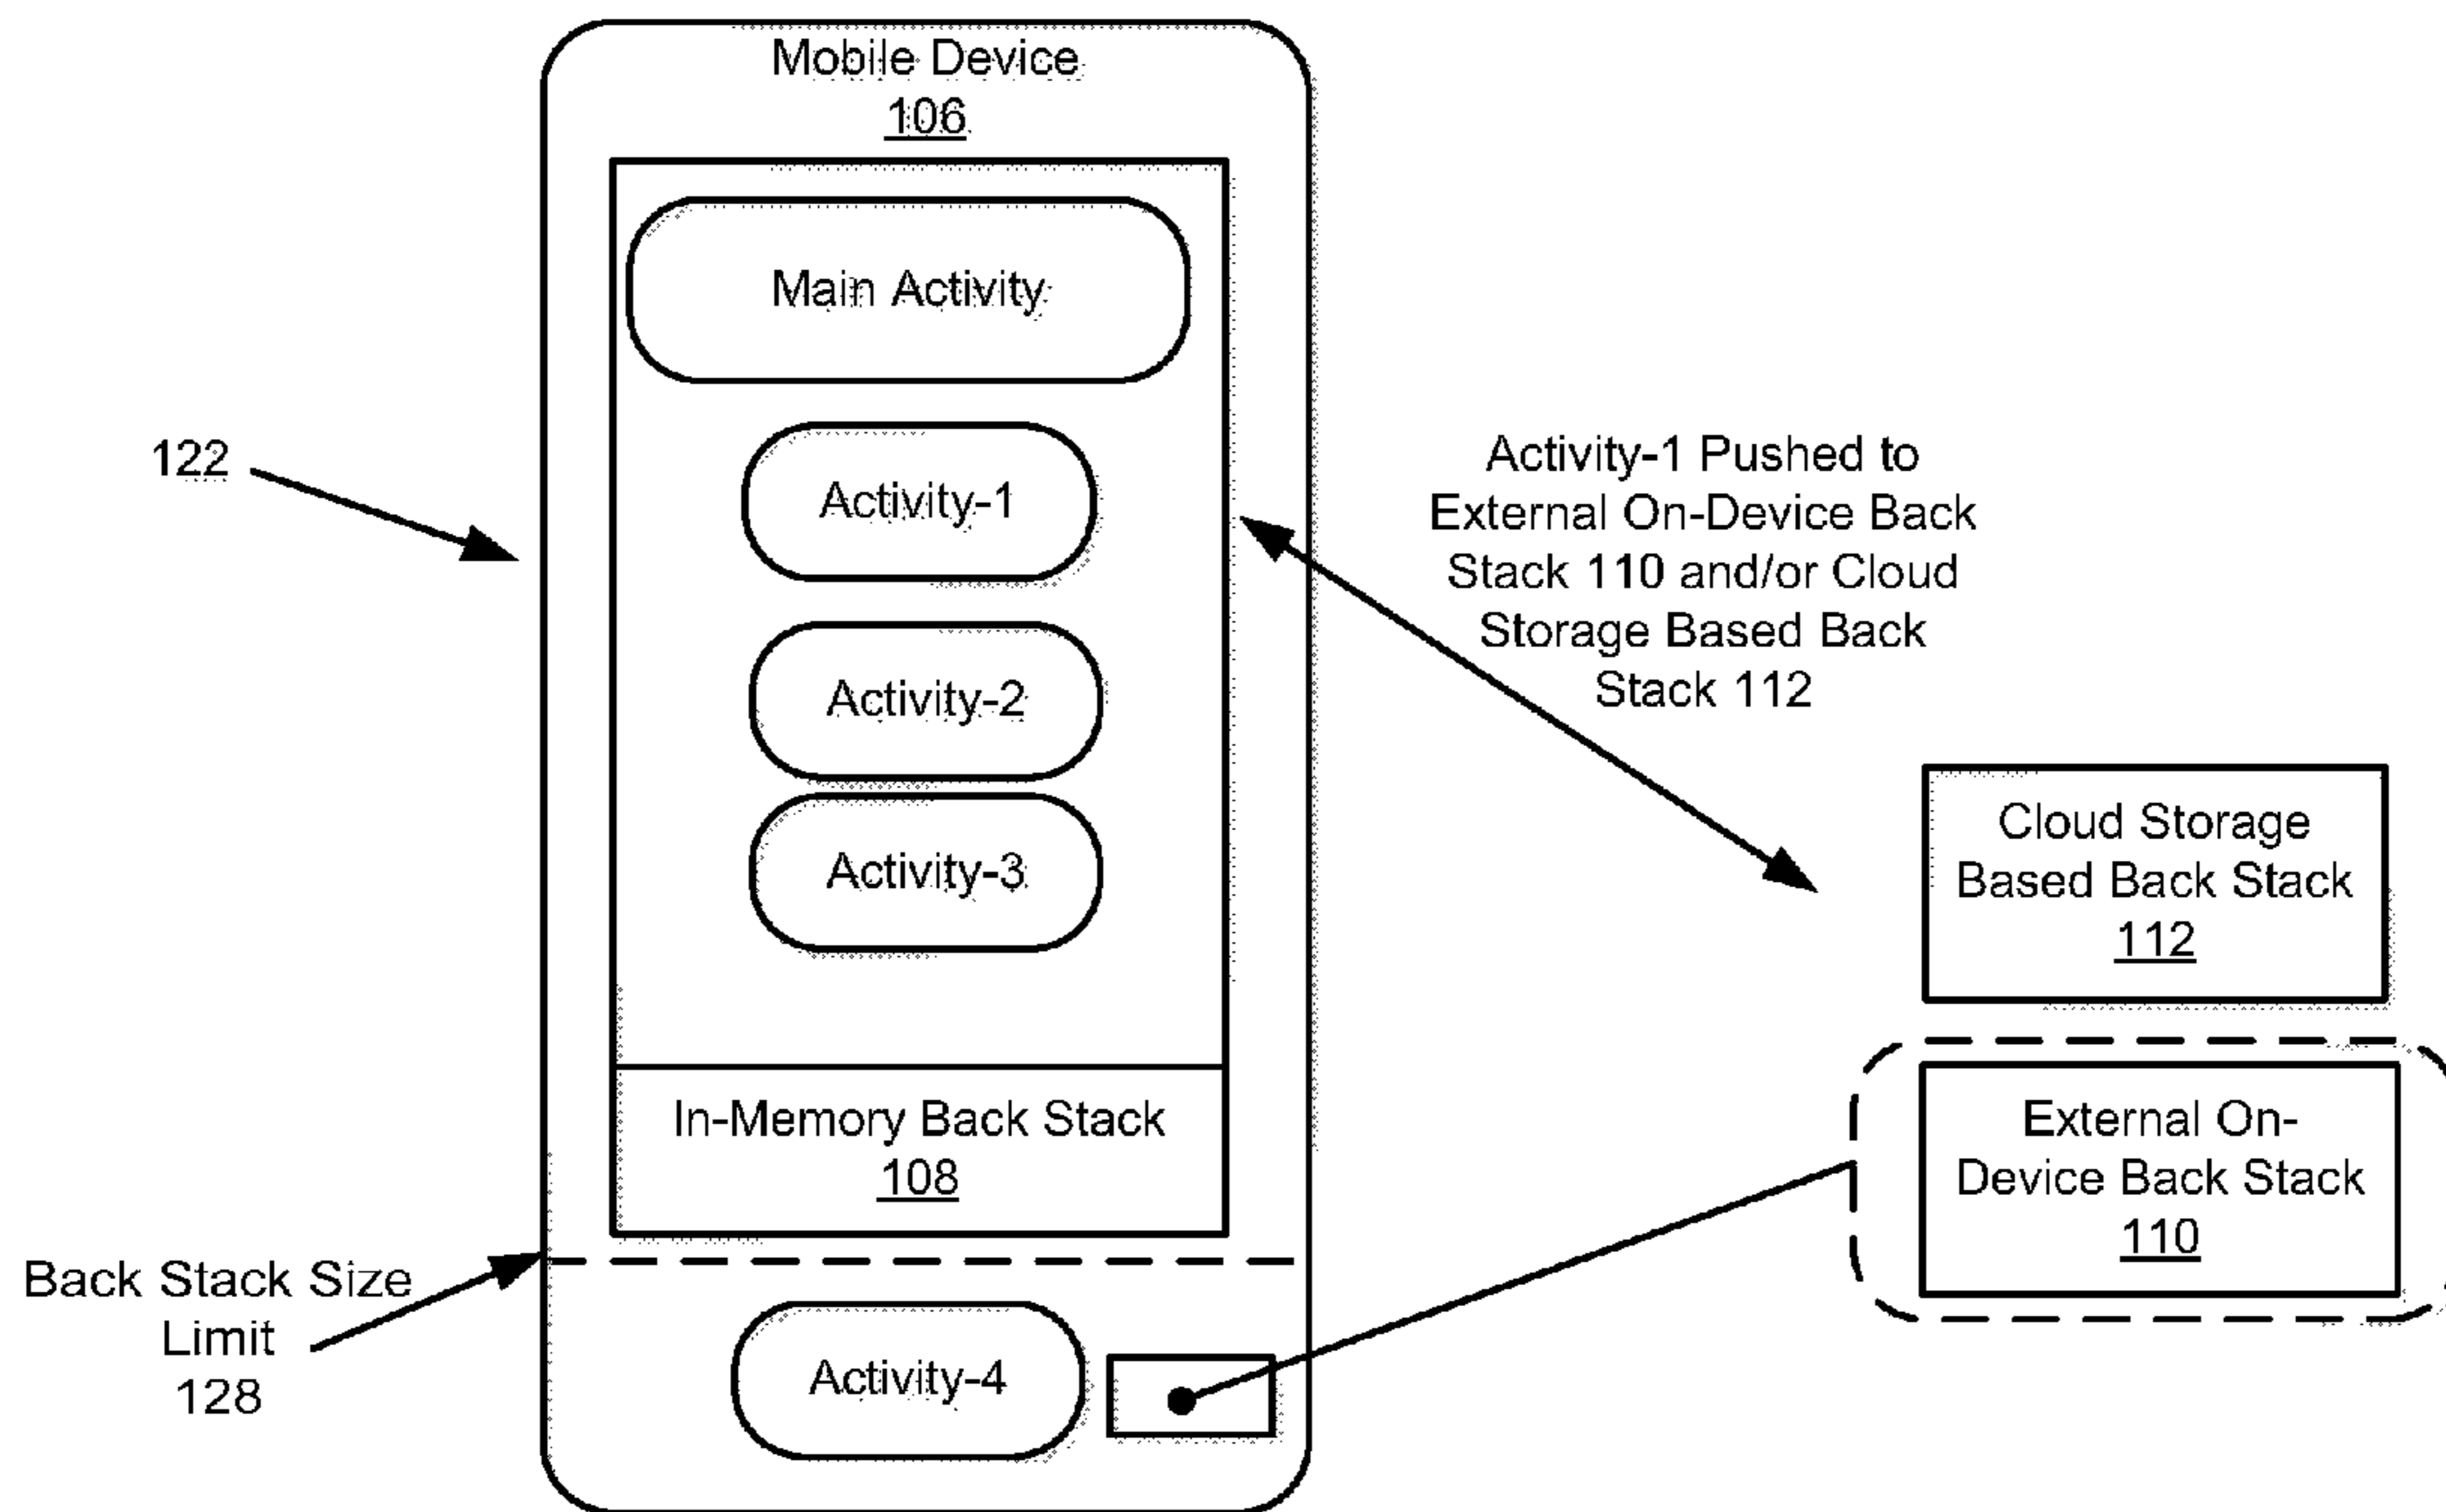 Mobile Device
106
Main Activity
Activity-1
Activity-2
Activity-3
In-Memory Back Stack
108
Activity-4
122
Back Stack Size
Limit
128
Activity-1 Pushed to
External On-Device Back
Stack 110 and/or Cloud
Storage Based Back
Stack 112
Cloud Storage
Based Back Stack
112
External On-
Device Back Stack
110